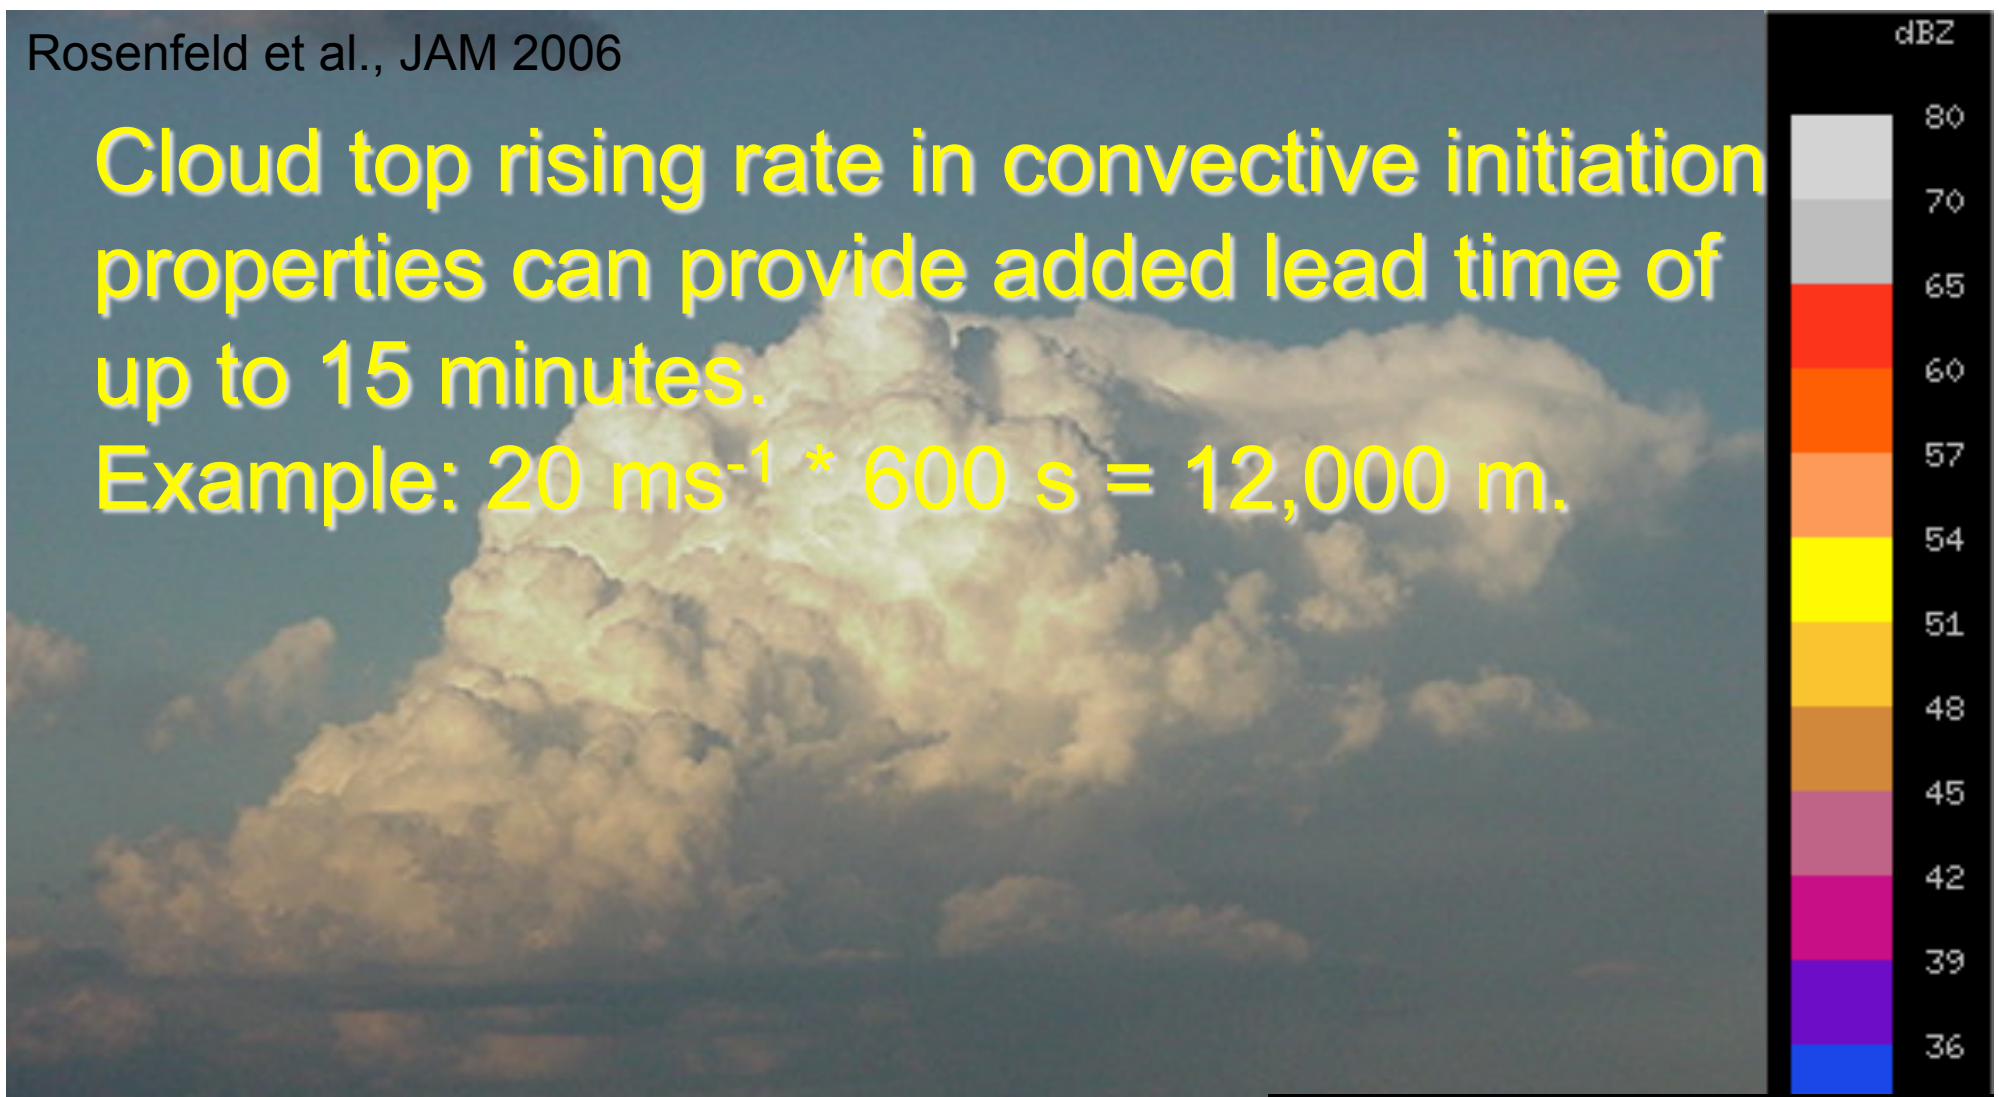 Rosenfeld et al., JAM 2006
Cloud top rising rate in convective initiation
properties can provide added lead time of
up to 15 minutes.
Example: 20 ms-1 * 600 s = 12,000 m.
dBZ
80
70
65
60
57
54
51
48
45
42
39
36